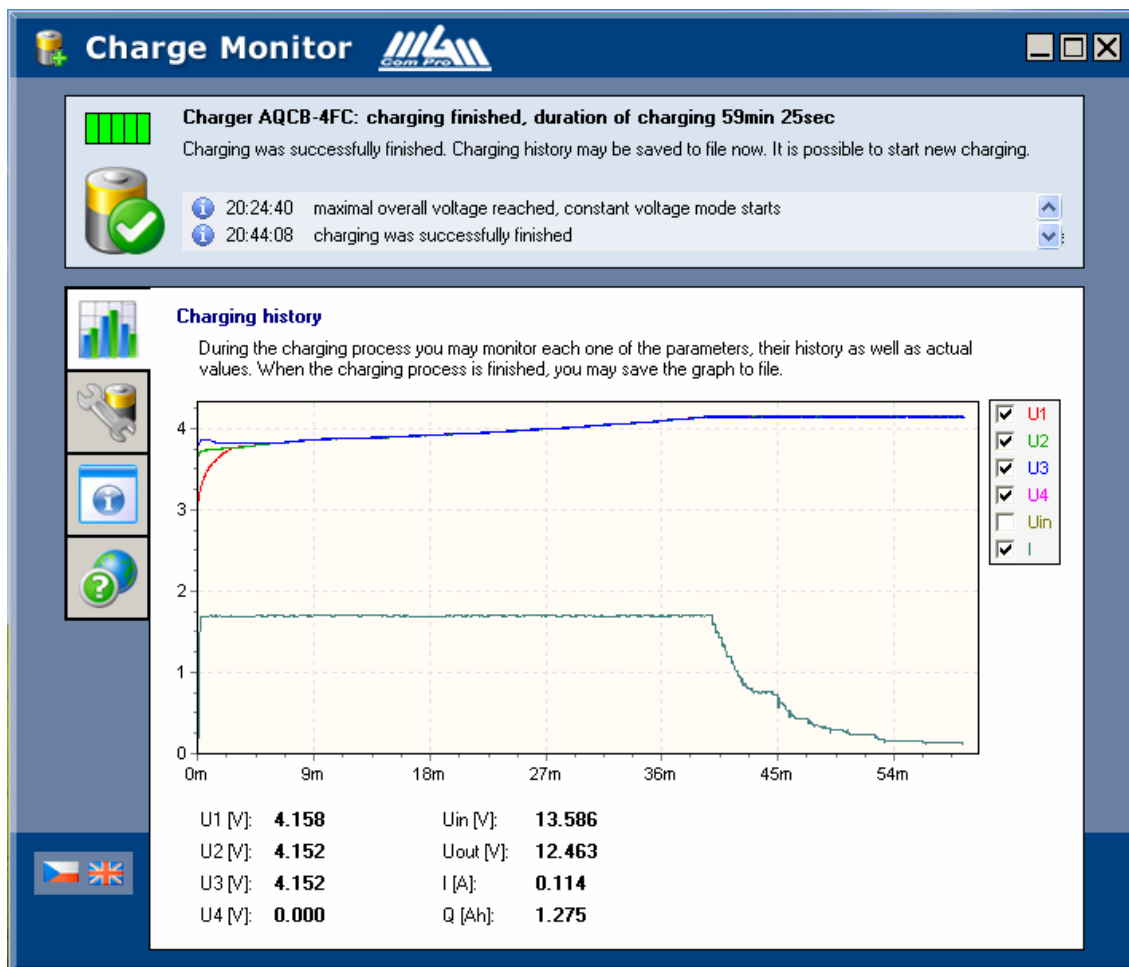 Charge Monitor
MGM
Com Pro
Charger AQCB-4FC: charging finished, duration of charging 59min 25sec
Charging was successfully finished. Charging history may be saved to file now. It is possible to start new charging.
20:24:40 maximal overall voltage reached, constant voltage mode starts
20:44:08 charging was successfully finished
Charging history
During the charging process you may monitor each one of the parameters, their history as well as actual
values. When the charging process is finished, you may save the graph to file.
4
3
2
1
0
0m 9m 18m 27m 36m 45m 54m
U1
U2
U3
U4
Uin
I
U1 [V]: 4.158 Uin [V]: 13.586
U2 [V]: 4.152 Uout [V]: 12.463
U3 [V]: 4.152 I [A]: 0.114
U4 [V]: 0.000 Q [Ah]: 1.275